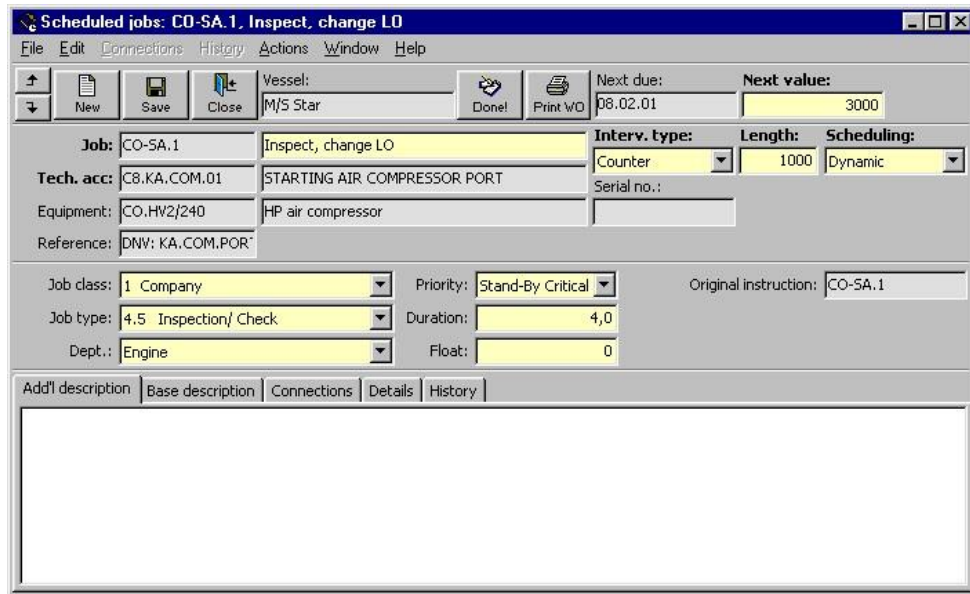 Scheduled jobs: CO-SA.1, Inspect, change LO
File Edit Connections History Actions Window Help
New Save Close Vessel: M/S Star Done! Print WO Next due: 08.02.01 Next value: 3000
Job: CO-SA.1 Inspect, change LO Interv. type: Counter Length: 1000 Scheduling: Dynamic
Tech. acc: C8.KA.COM.01 STARTING AIR COMPRESSOR PORT Serial no.:
Equipment: CO.HV2/240 HP air compressor
Reference: DNV: KA.COM.POR
Job class: 1 Company Priority: Stand-By Critical Original instruction: CO-SA.1
Job type: 4.5 Inspection/ Check Duration: 4,0
Dept.: Engine Float: 0
Add'l description Base description Connections Details History